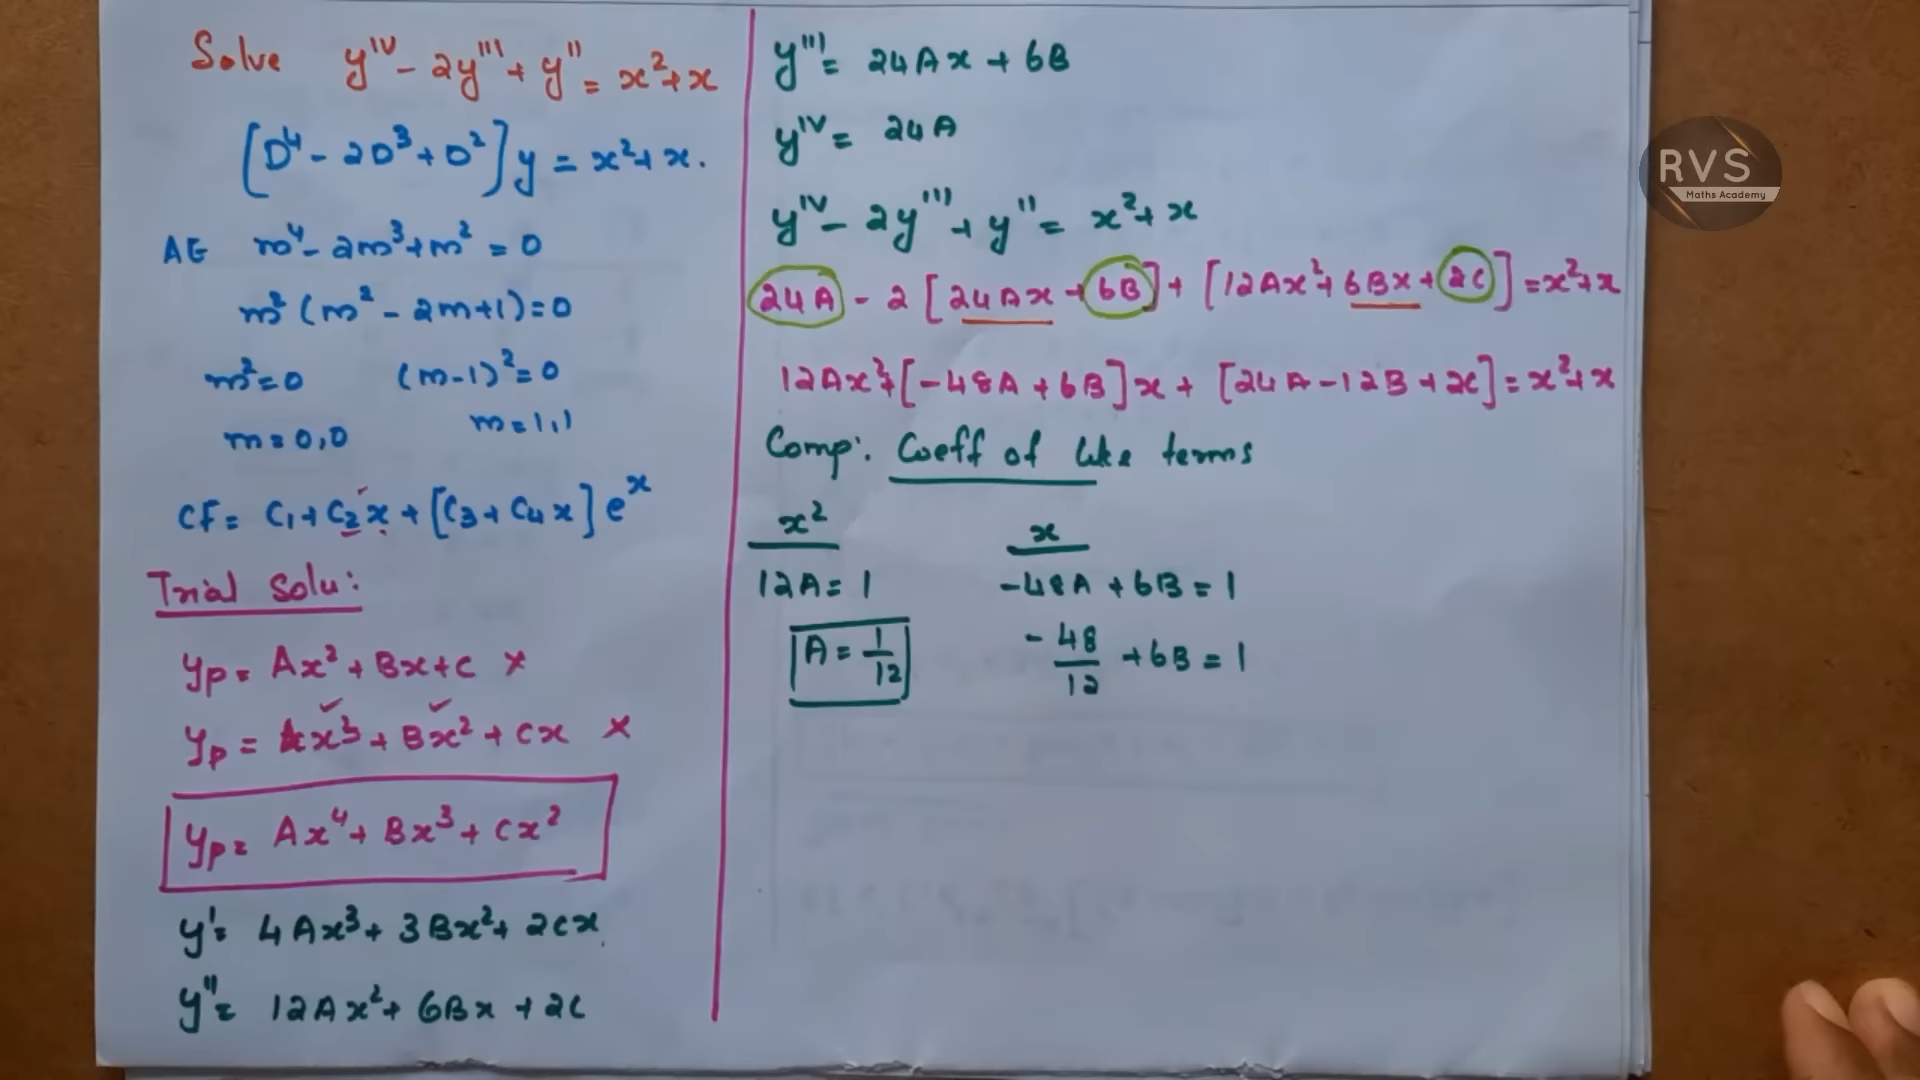 Solve yⁱᵛ - 2y''' + y'' = x² + x
[D⁴ - 2D³ + D²] y = x² + x.
AE m⁴ - 2m³ + m² = 0
m² (m² - 2m + 1) = 0
m² = 0 (m-1)² = 0
m = 0,0 m = 1,1
CF = C₁ + C₂x + [C₃ + C₄x] eˣ
Trial Solu:
yp = Ax² + Bx + C ×
yp = Ax³ + Bx² + Cx ×
yp = Ax⁴ + Bx³ + Cx²
y' = 4Ax³ + 3Bx² + 2Cx
y'' = 12Ax² + 6Bx + 2C
y''' = 24Ax + 6B
yⁱᵛ = 24A
yⁱᵛ - 2y''' + y'' = x² + x
24A - 2 [24Ax + 6B] + [12Ax² + 6Bx + 2C] = x² + x
12Ax² + [-48A + 6B] x + [24A - 12B + 2C] = x² + x
Comp: Coeff of like terms
x² x
12A = 1 -48A + 6B = 1
A = 1/12 -48/12 + 6B = 1
RVS
Maths Academy